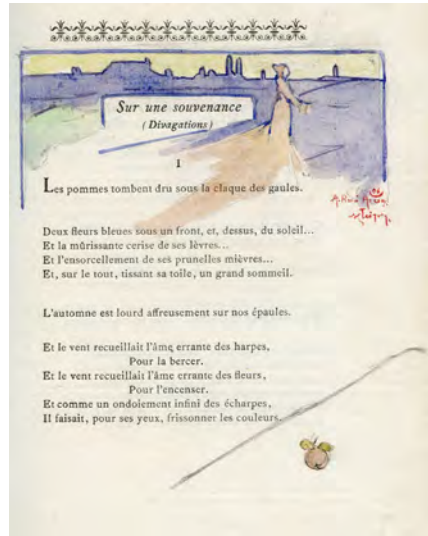 Sur une souvenance
(Divagations)
I
Les pommes tombent dru sous la claque des gaules.
Deux fleurs bleues sous un front, et, dessus, du soleil...
Et la mûrissante cerise de ses lèvres...
Et l'ensorcellement de ses prunelles mièvres...
Et, sur le tout, tissant sa toile, un grand sommeil.
L'automne est lourd affreusement sur nos épaules.
Et le vent recueillait l'âme errante des harpes,
Pour la bercer.
Et le vent recueillait l'âme errante des fleurs,
Pour l'encenser.
Et comme un ondoiement infini des écharpes,
Il faisait, pour ses yeux, frissonner les couleurs.